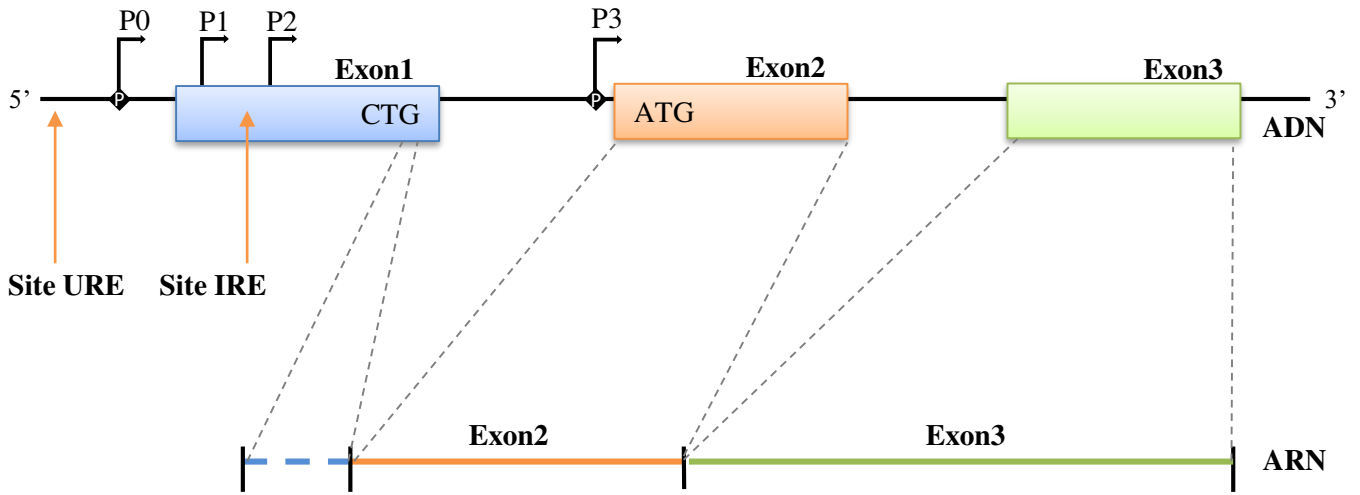 P0 P1 P2 P3
Exon1 Exon2 Exon3
5’ P CTG P ATG 3’
ADN
Site URE Site IRE
Exon2 Exon3
ARN